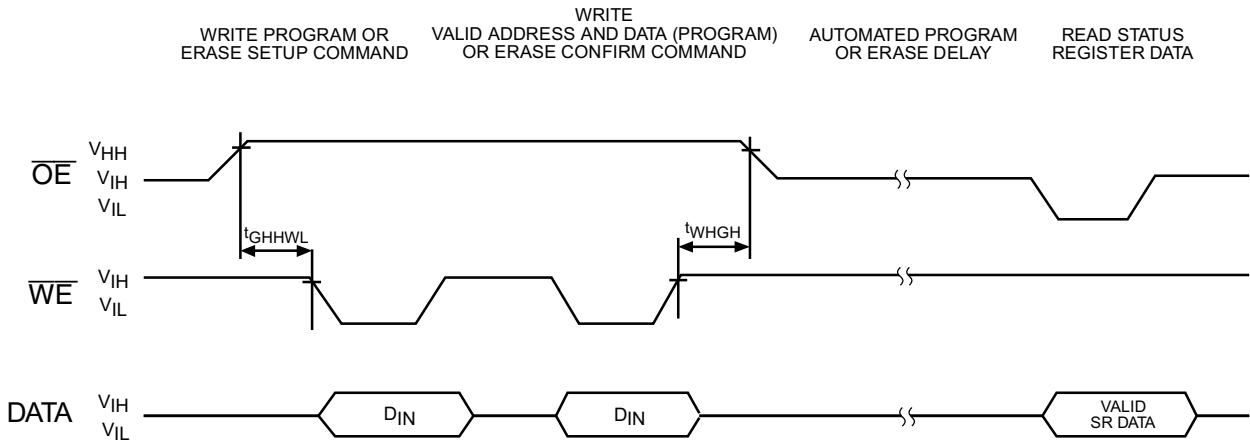 WRITE PROGRAM OR
ERASE SETUP COMMAND
WRITE
VALID ADDRESS AND DATA (PROGRAM)
OR ERASE CONFIRM COMMAND
AUTOMATED PROGRAM
OR ERASE DELAY
READ STATUS
REGISTER DATA
OE
VHH
VIH
VIL
tGHHWL
tWHGH
WE
VIH
VIL
DATA
VIH
VIL
DIN
DIN
VALID
SR DATA